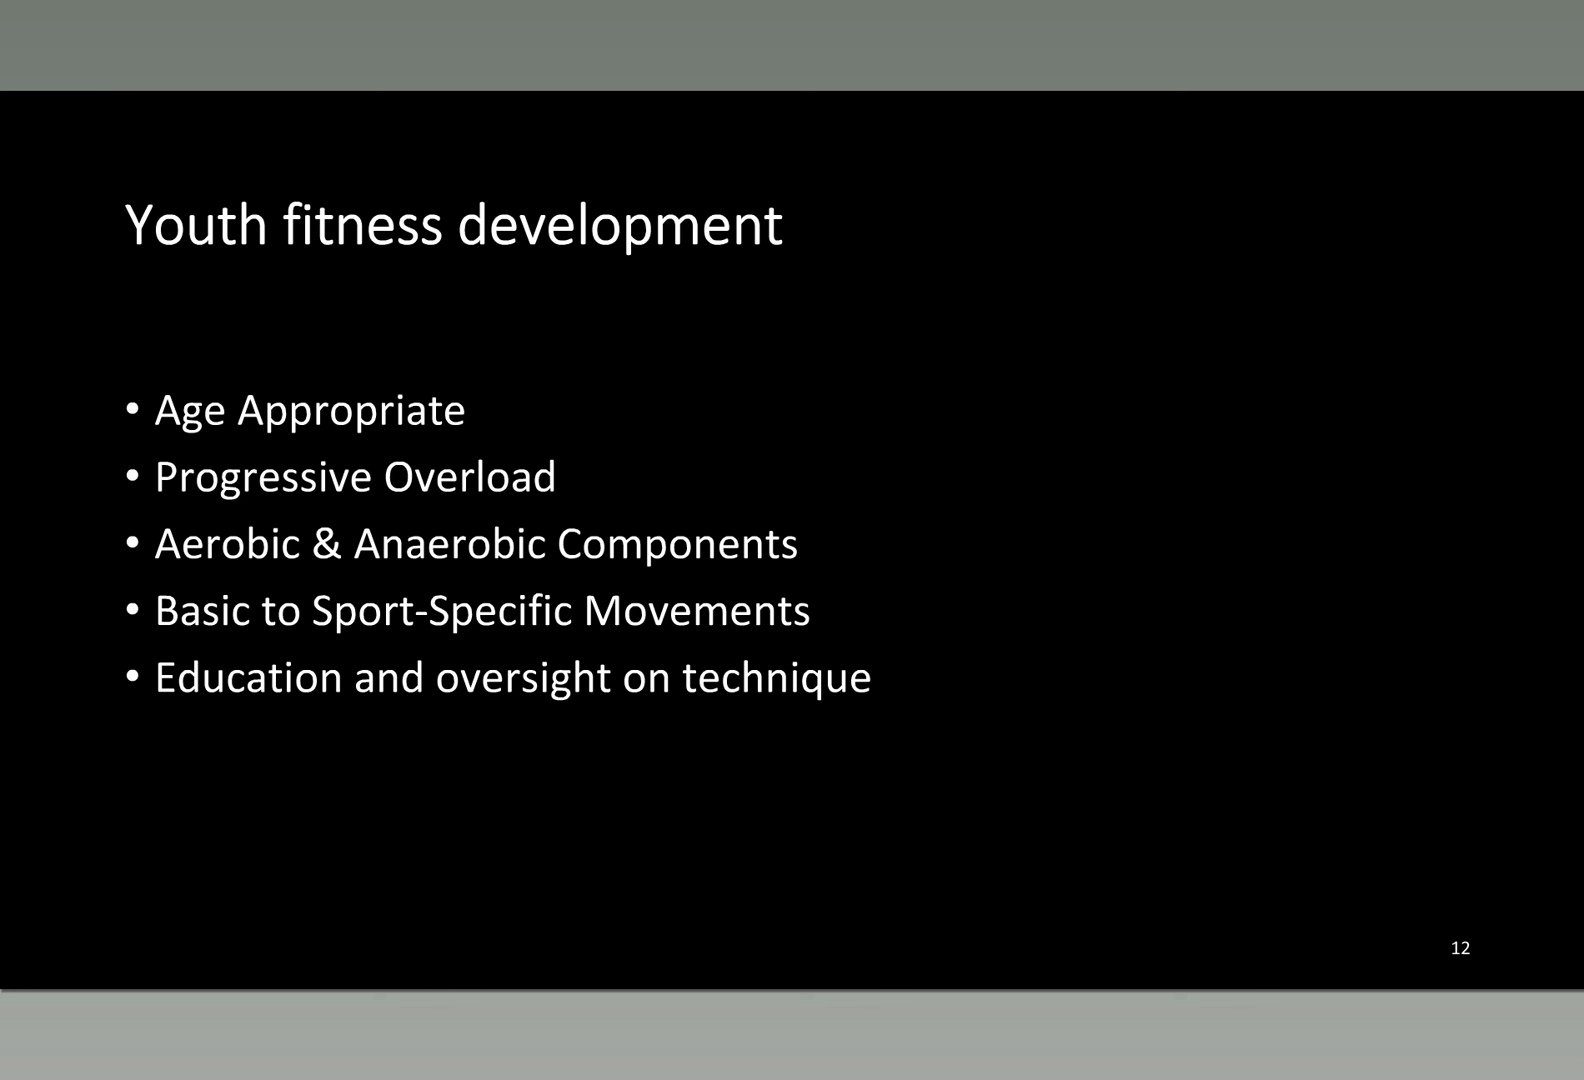 Youth fitness development
• Age Appropriate
• Progressive Overload
• Aerobic & Anaerobic Components
• Basic to Sport-Specific Movements
• Education and oversight on technique
12